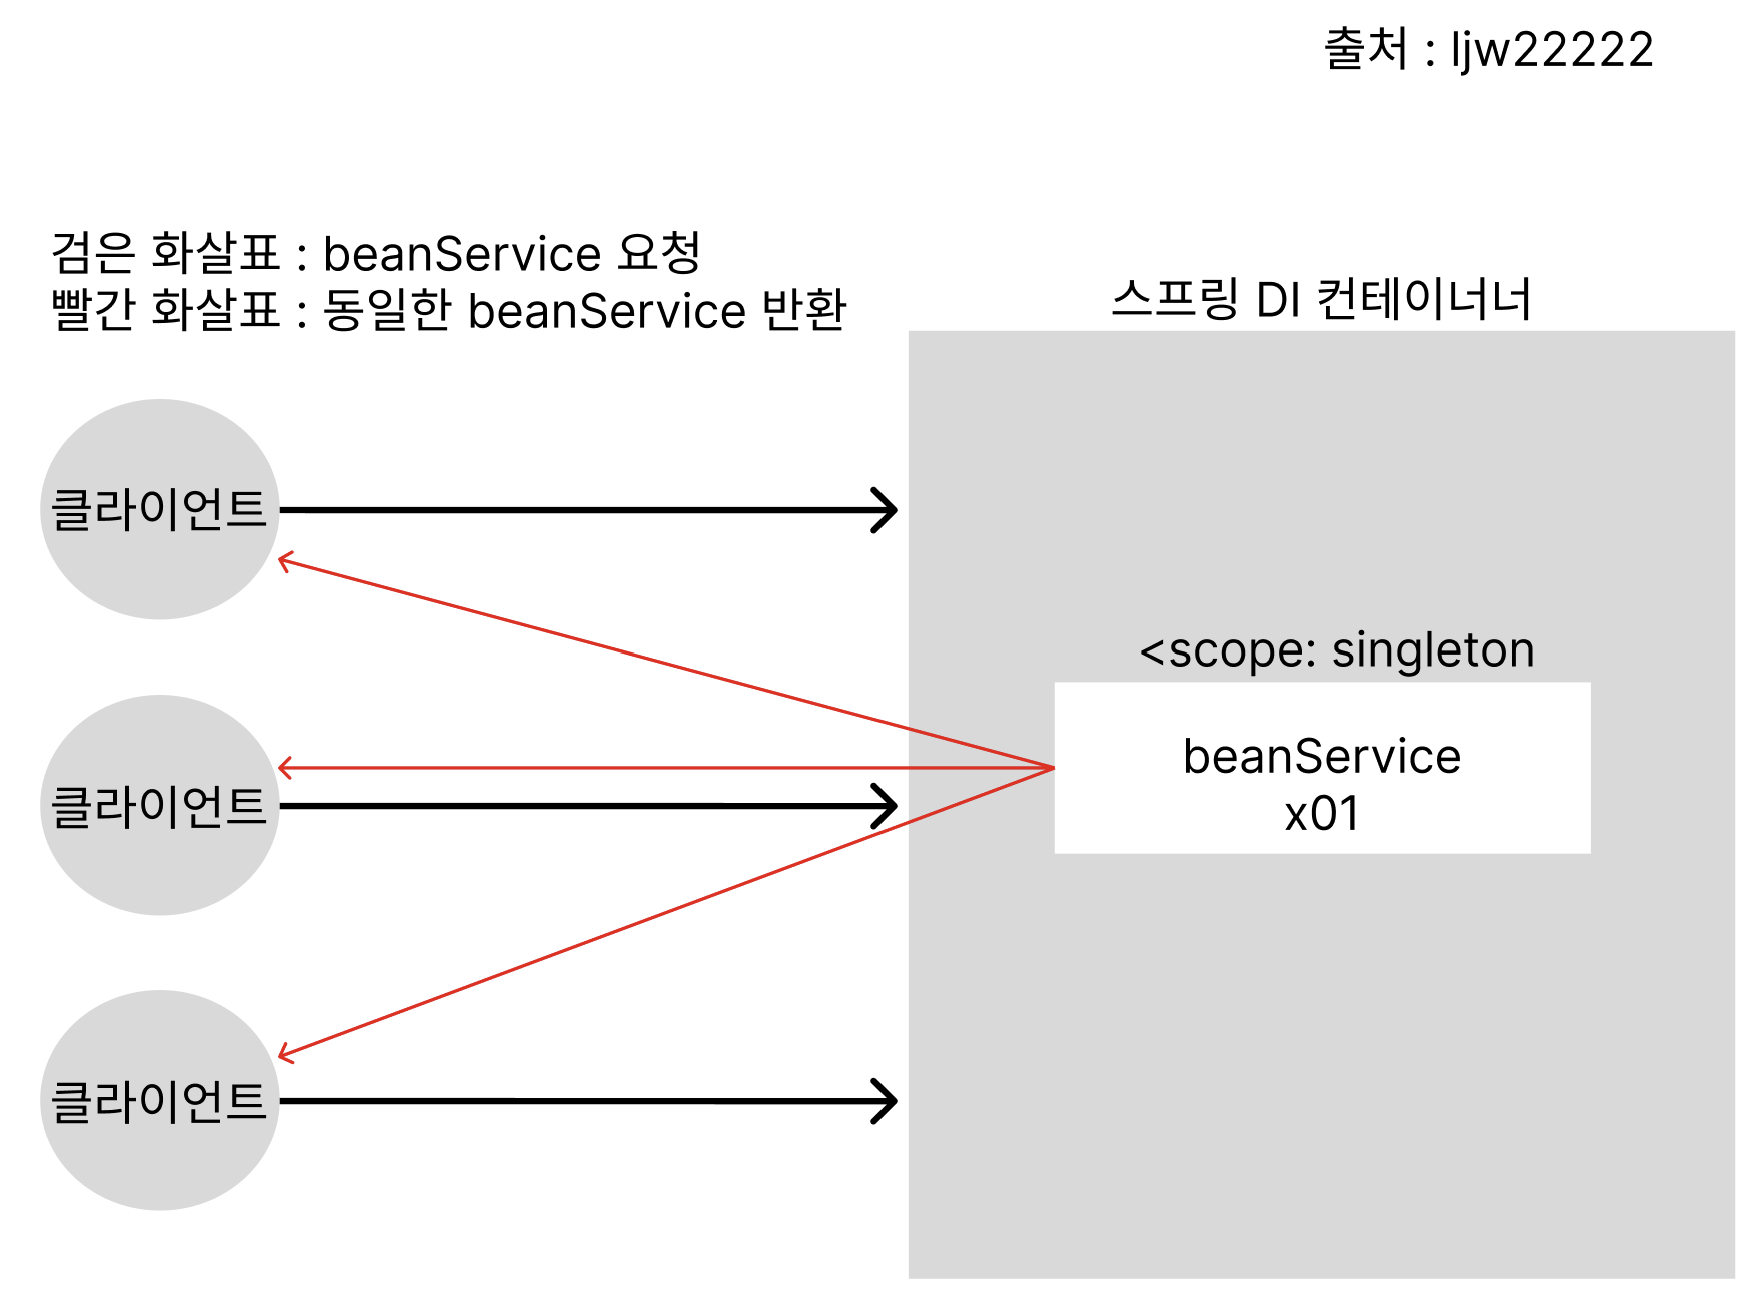 출처 : ljw22222
검은 화살표 : beanService 요청
빨간 화살표 : 동일한 beanService 반환
스프링 DI 컨테이너너
클라이언트
<scope: singleton
beanService
x01
클라이언트
클라이언트